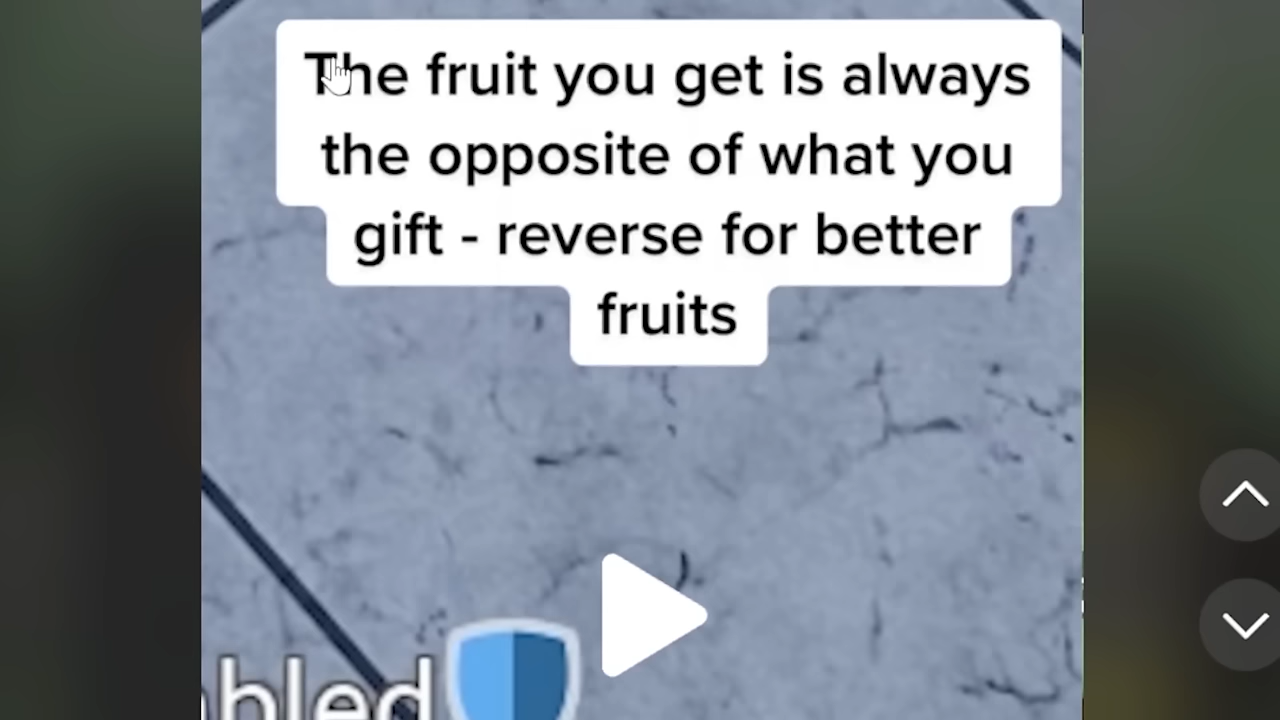 The fruit you get is always
the opposite of what you
gift - reverse for better
fruits